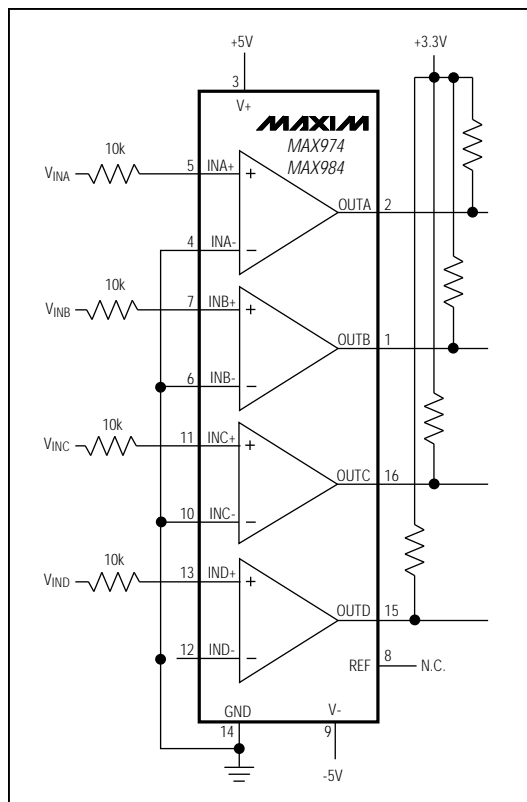 +5V
+3.3V
3
V+
MAXIM
MAX974
MAX984
10k
VINA
5
INA+
+
OUTA
2
4
INA-
−
10k
VINB
7
INB+
+
OUTB
1
6
INB-
−
10k
VINC
11
INC+
+
OUTC
16
10
INC-
−
10k
VIND
13
IND+
+
OUTD
15
12
IND-
−
8
REF
N.C.
GND
V-
14
9
-5V